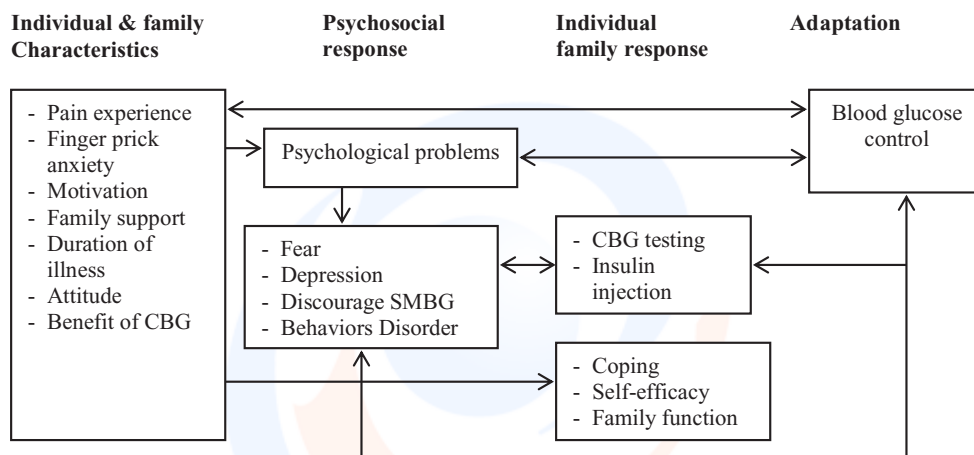 Individual & family
Characteristics
Psychosocial
response
Individual
family response
Adaptation
- Pain experience
- Finger prick
anxiety
- Motivation
- Family support
- Duration of
illness
- Attitude
- Benefit of CBG
Psychological problems
- Fear
- Depression
- Discourage SMBG
- Behaviors Disorder
- CBG testing
- Insulin
injection
- Coping
- Self-efficacy
- Family function
Blood glucose
control